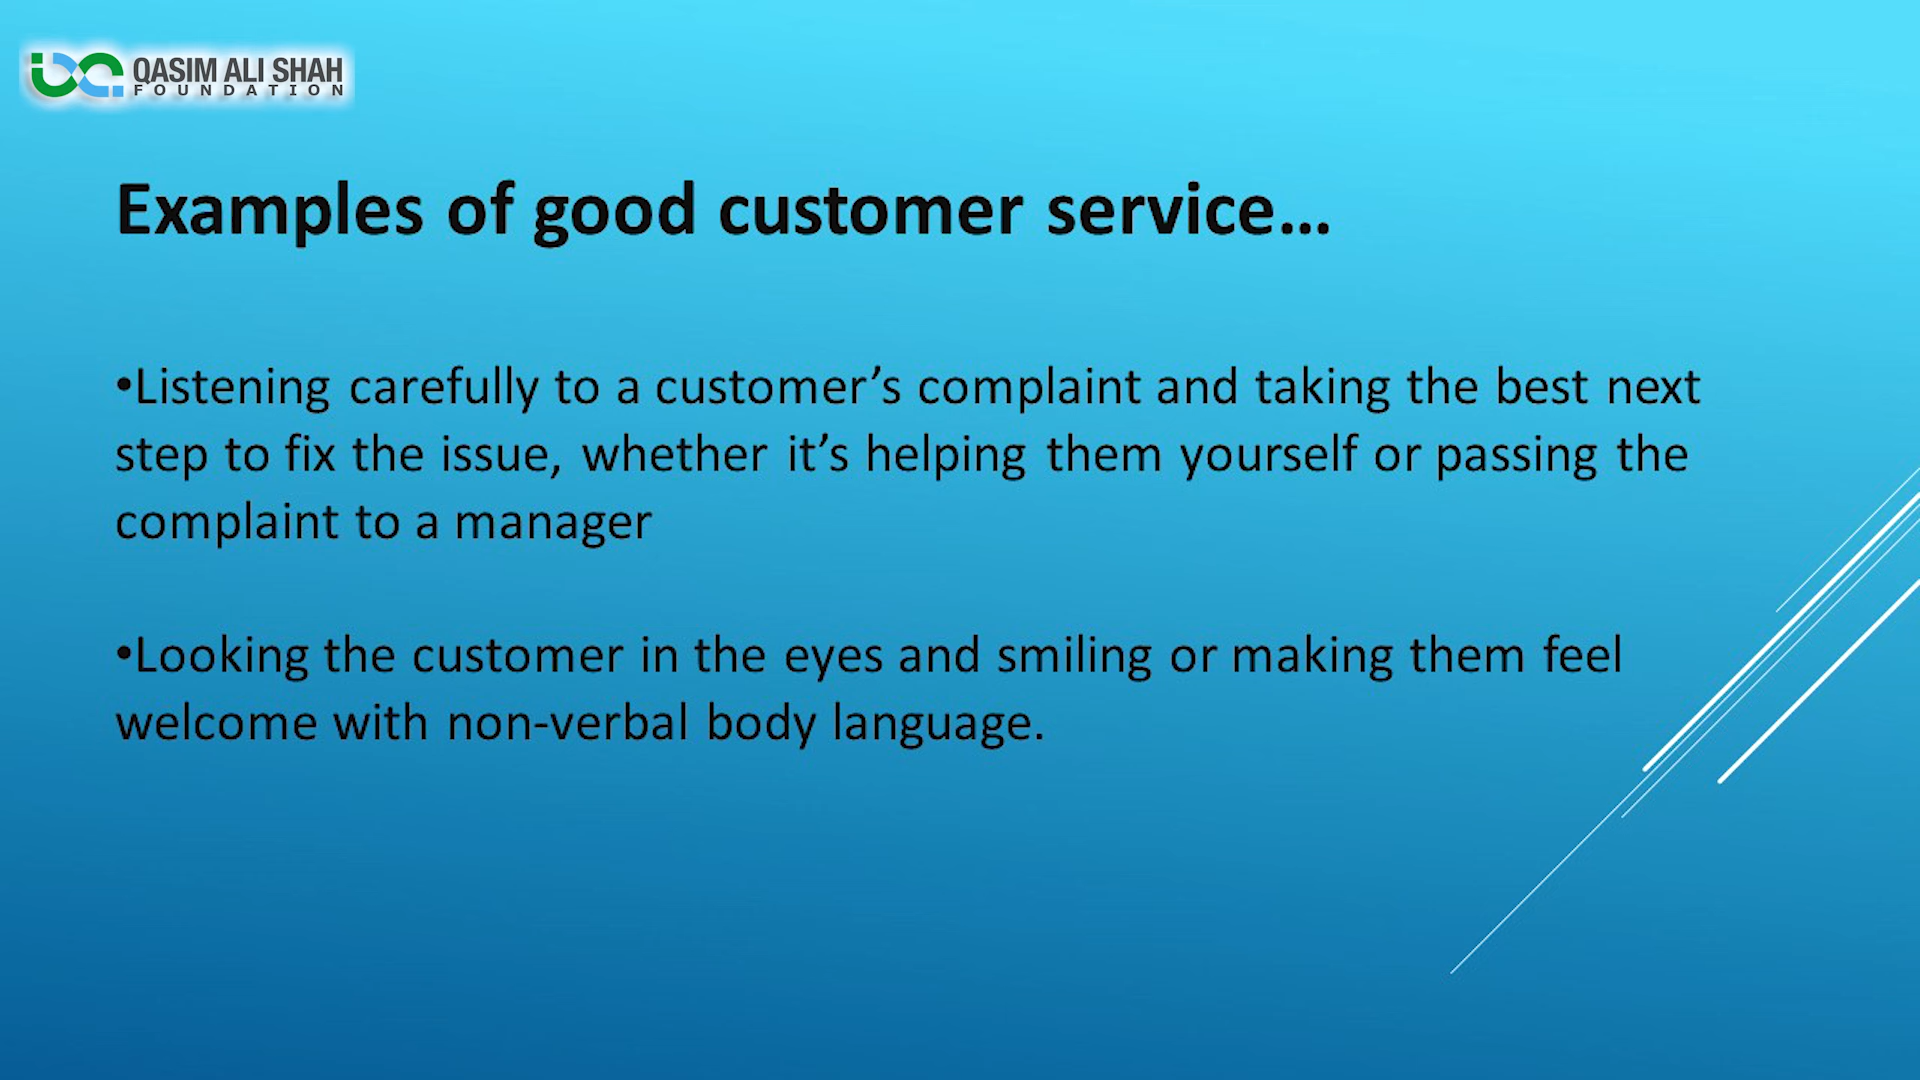 QASIM ALI SHAH
FOUNDATION
Examples of good customer service...
•Listening carefully to a customer’s complaint and taking the best next
step to fix the issue, whether it’s helping them yourself or passing the
complaint to a manager
•Looking the customer in the eyes and smiling or making them feel
welcome with non-verbal body language.